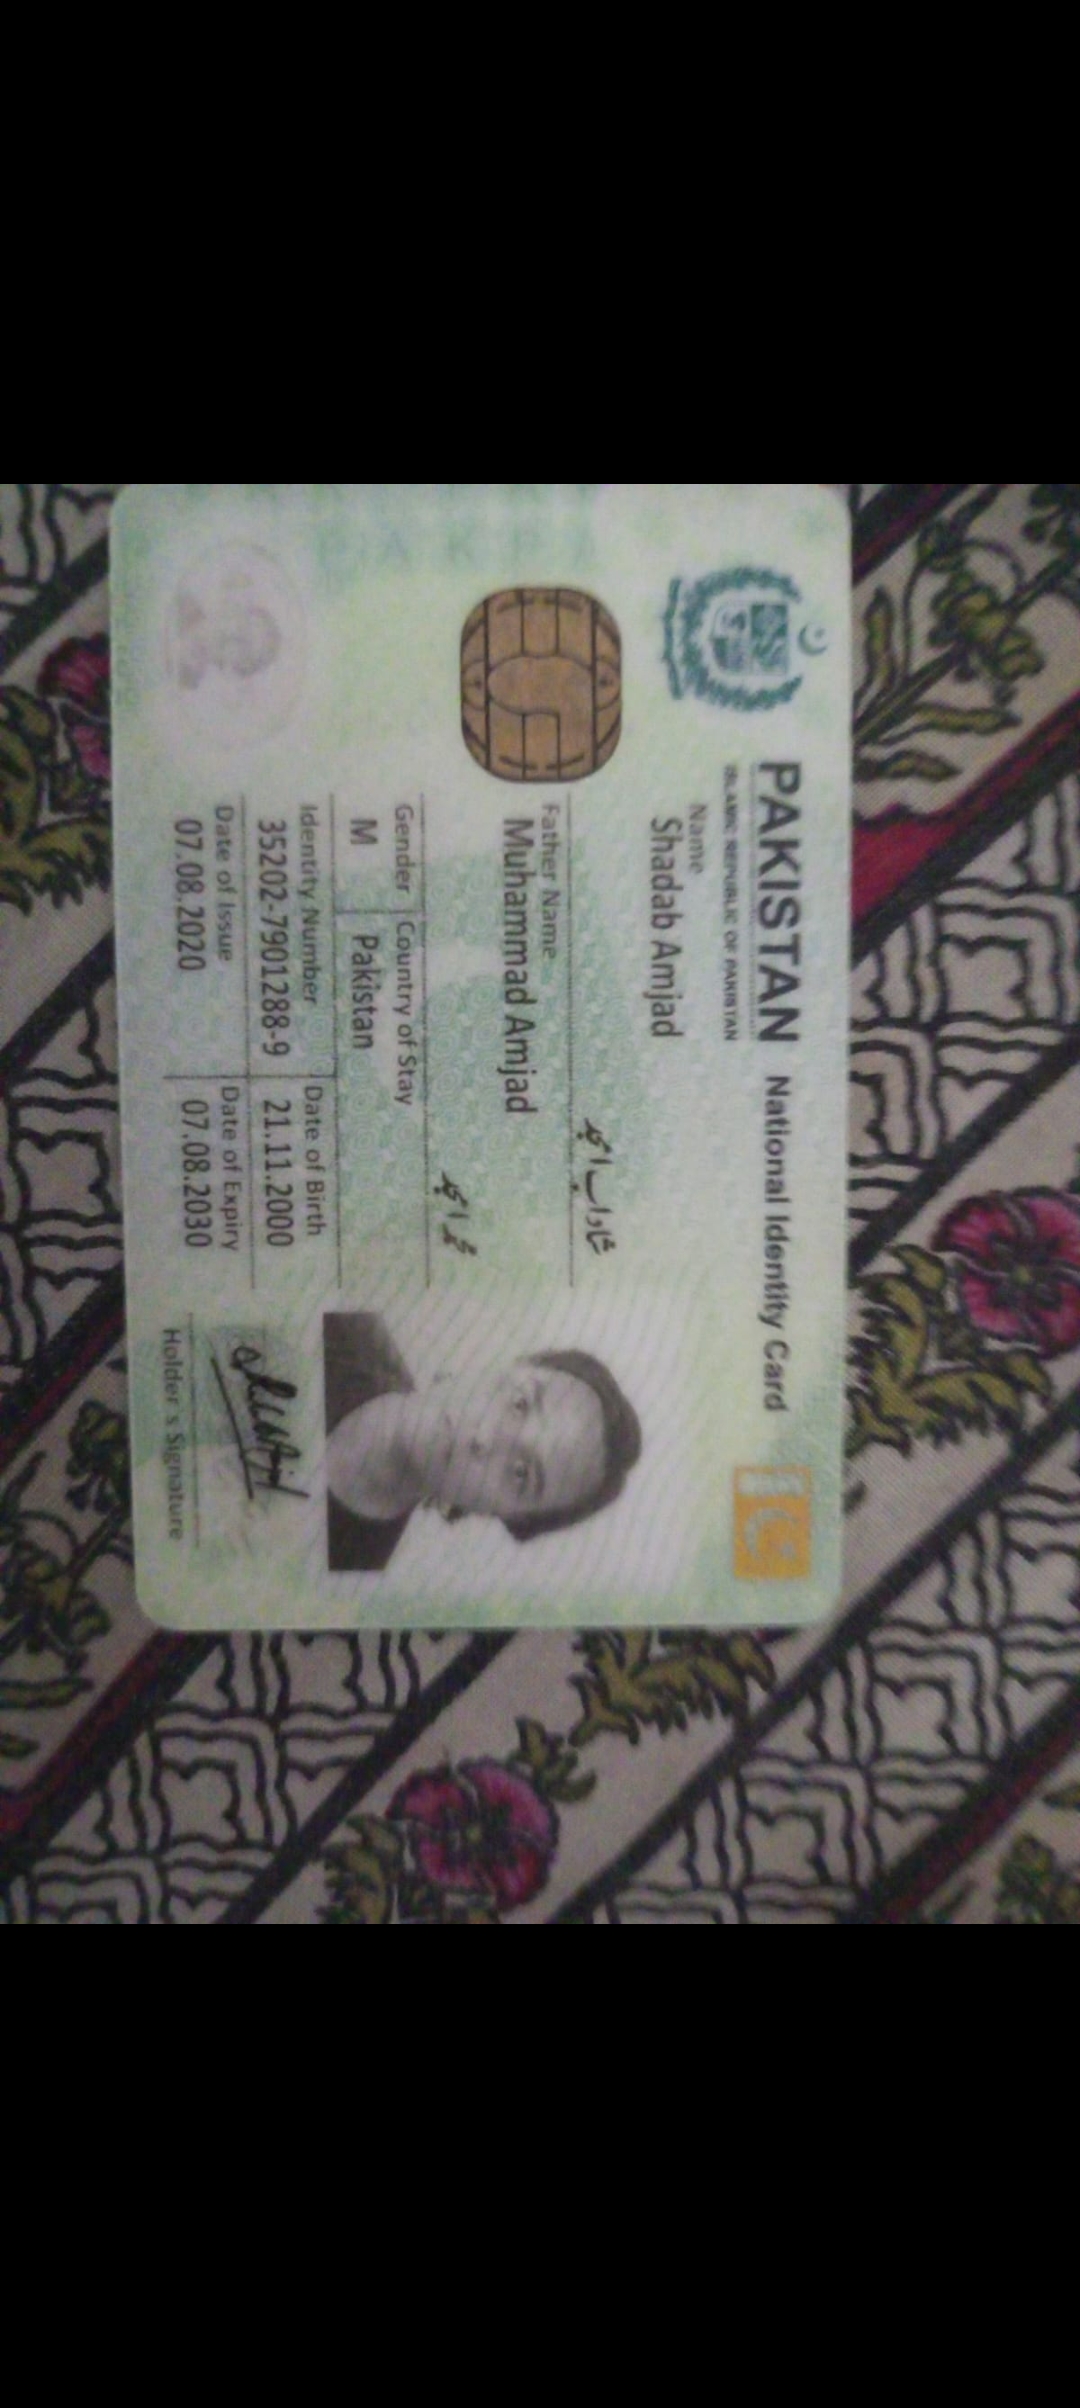 PAKISTAN National Identity Card
ISLAMIC REPUBLIC OF PAKISTAN
Name
Shadab Amjad
شاداب امجد
Father Name
Muhammad Amjad
محمد امجد
Gender Country of Stay
M Pakistan
Identity Number Date of Birth
35202-7901288-9 21.11.2000
Date of Issue Date of Expiry
07.08.2020 07.08.2030
Holder's Signature